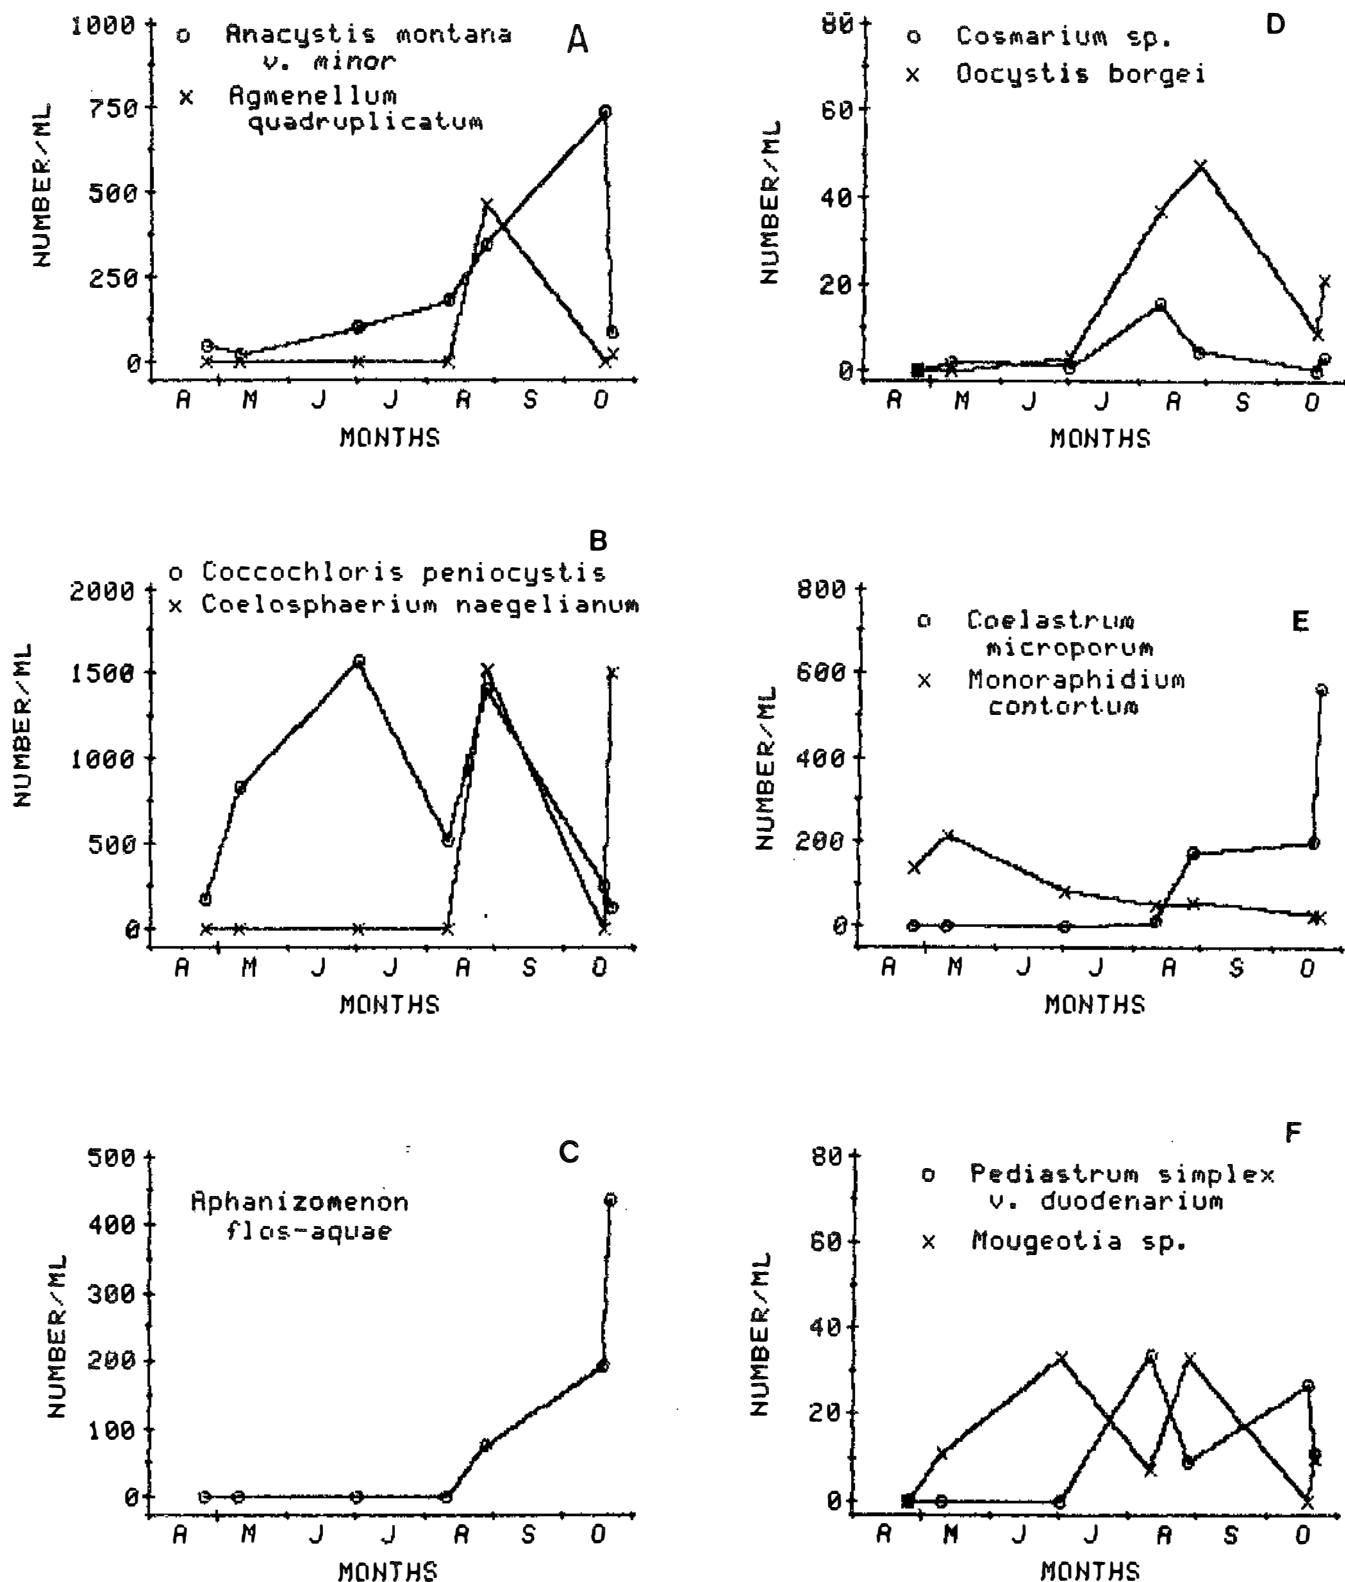 A
1000
750
500
250
0
NUMBER/ML
o Anacystis montana
v. minor
x Agmenellum
quadruplicatum
A M J J A S O
MONTHS
D
80
60
40
20
0
NUMBER/ML
o Cosmarium sp.
x Oocystis borgei
A M J J A S O
MONTHS
B
2000
1500
1000
500
0
NUMBER/ML
o Coccochloris peniocystis
x Coelosphaerium naegelianum
A M J J A S O
MONTHS
E
800
600
400
200
0
NUMBER/ML
o Coelastrum
microporum
x Monoraphidium
contortum
A M J J A S O
MONTHS
C
500
400
300
200
100
0
NUMBER/ML
Aphanizomenon
flos-aquae
A M J J A S O
MONTHS
F
80
60
40
20
0
NUMBER/ML
o Pediastrum simplex
v. duodenarium
x Mougeotia sp.
A M J J A S O
MONTHS